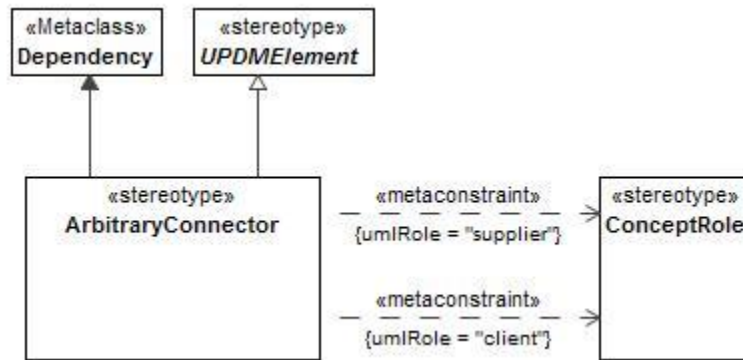 «Metaclass»
Dependency
«stereotype»
UPDMElement
«stereotype»
ArbitraryConnector
«metaconstraint»
{umlRole = "supplier"}
«metaconstraint»
{umlRole = "client"}
«stereotype»
ConceptRole